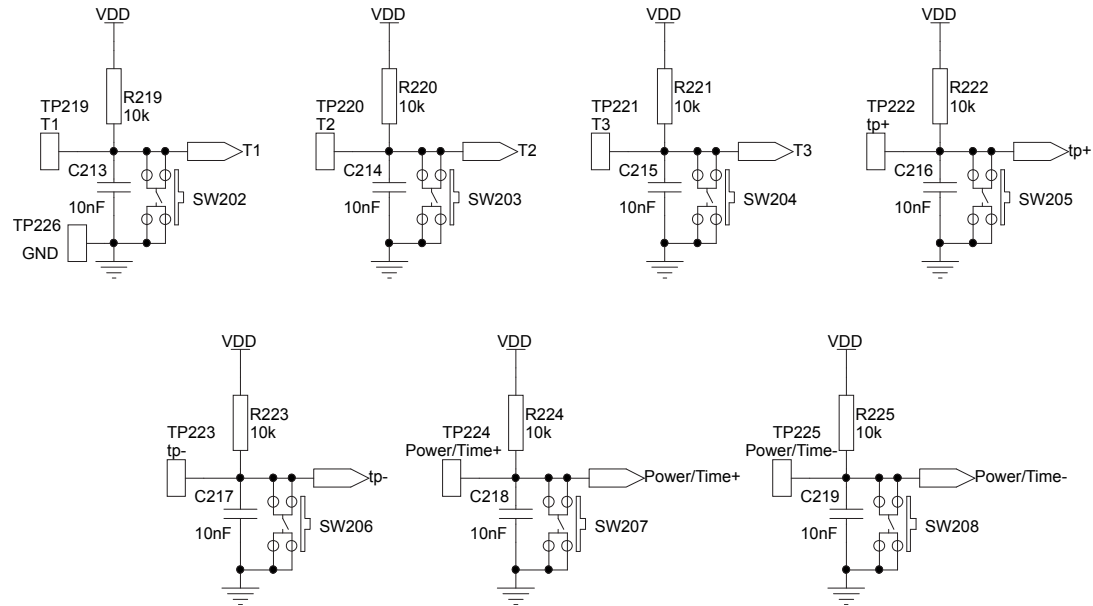 VDD
R219
10k
TP219
T1
T1
C213
10nF
SW202
TP226
GND
VDD
R220
10k
TP220
T2
T2
C214
10nF
SW203
VDD
R221
10k
TP221
T3
T3
C215
10nF
SW204
VDD
R222
10k
TP222
tp+
tp+
C216
10nF
SW205
VDD
R223
10k
TP223
tp-
tp-
C217
10nF
SW206
VDD
R224
10k
TP224
Power/Time+
Power/Time+
C218
10nF
SW207
VDD
R225
10k
TP225
Power/Time-
Power/Time-
C219
10nF
SW208